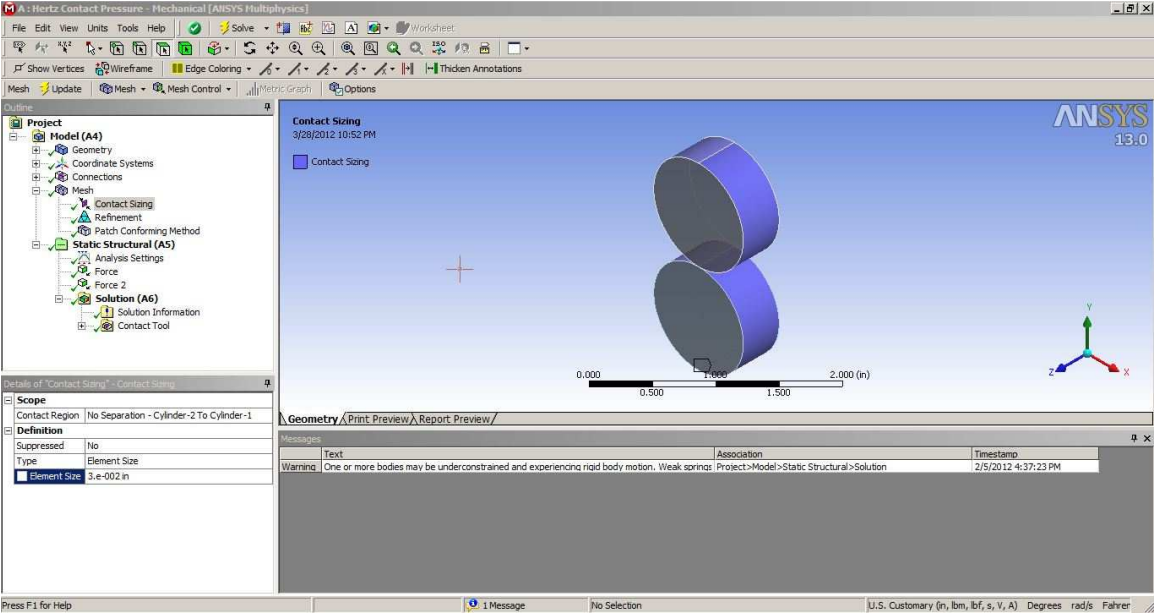 A : Hertz Contact Pressure - Mechanical [ANSYS Multiphysics]
File Edit View Units Tools Help Solve Worksheet
Show Vertices Wireframe Edge Coloring Thicken Annotations
Mesh Update Mesh Mesh Control Metric Graph Options
Outline
Project
Model (A4)
Geometry
Coordinate Systems
Connections
Mesh
Contact Sizing
Refinement
Patch Conforming Method
Static Structural (A5)
Analysis Settings
Force
Force 2
Solution (A6)
Solution Information
Contact Tool
Contact Sizing
3/28/2012 10:52 PM
Contact Sizing
ANSYS
13.0
Y
Z X
0.000 1.000 2.000 (in)
0.500 1.500
Geometry Print Preview Report Preview
Details of "Contact Sizing" - Contact Sizing
Scope
Contact Region No Separation - Cylinder-2 To Cylinder-1
Definition
Suppressed No
Type Element Size
Element Size 3.e-002 in
Messages
Text Association Timestamp
Warning One or more bodies may be underconstrained and experiencing rigid body motion. Weak springs Project>Model>Static Structural>Solution 2/5/2012 4:37:23 PM
Press F1 for Help 1 Message No Selection U.S. Customary (in, lbm, lbf, s, V, A) Degrees rad/s Fahrer